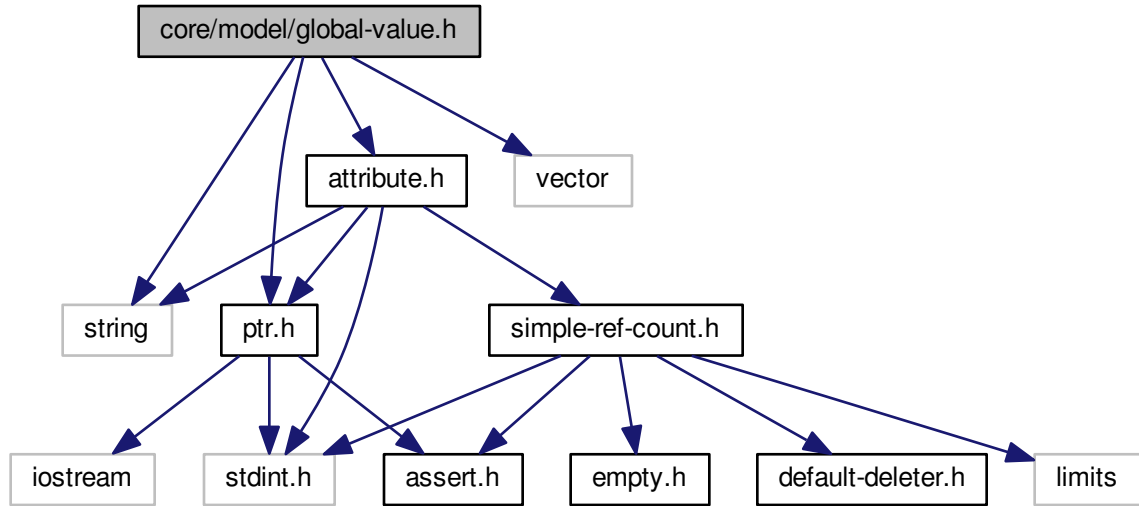 core/model/global-value.h
attribute.h
vector
string
ptr.h
simple-ref-count.h
iostream
stdint.h
assert.h
empty.h
default-deleter.h
limits